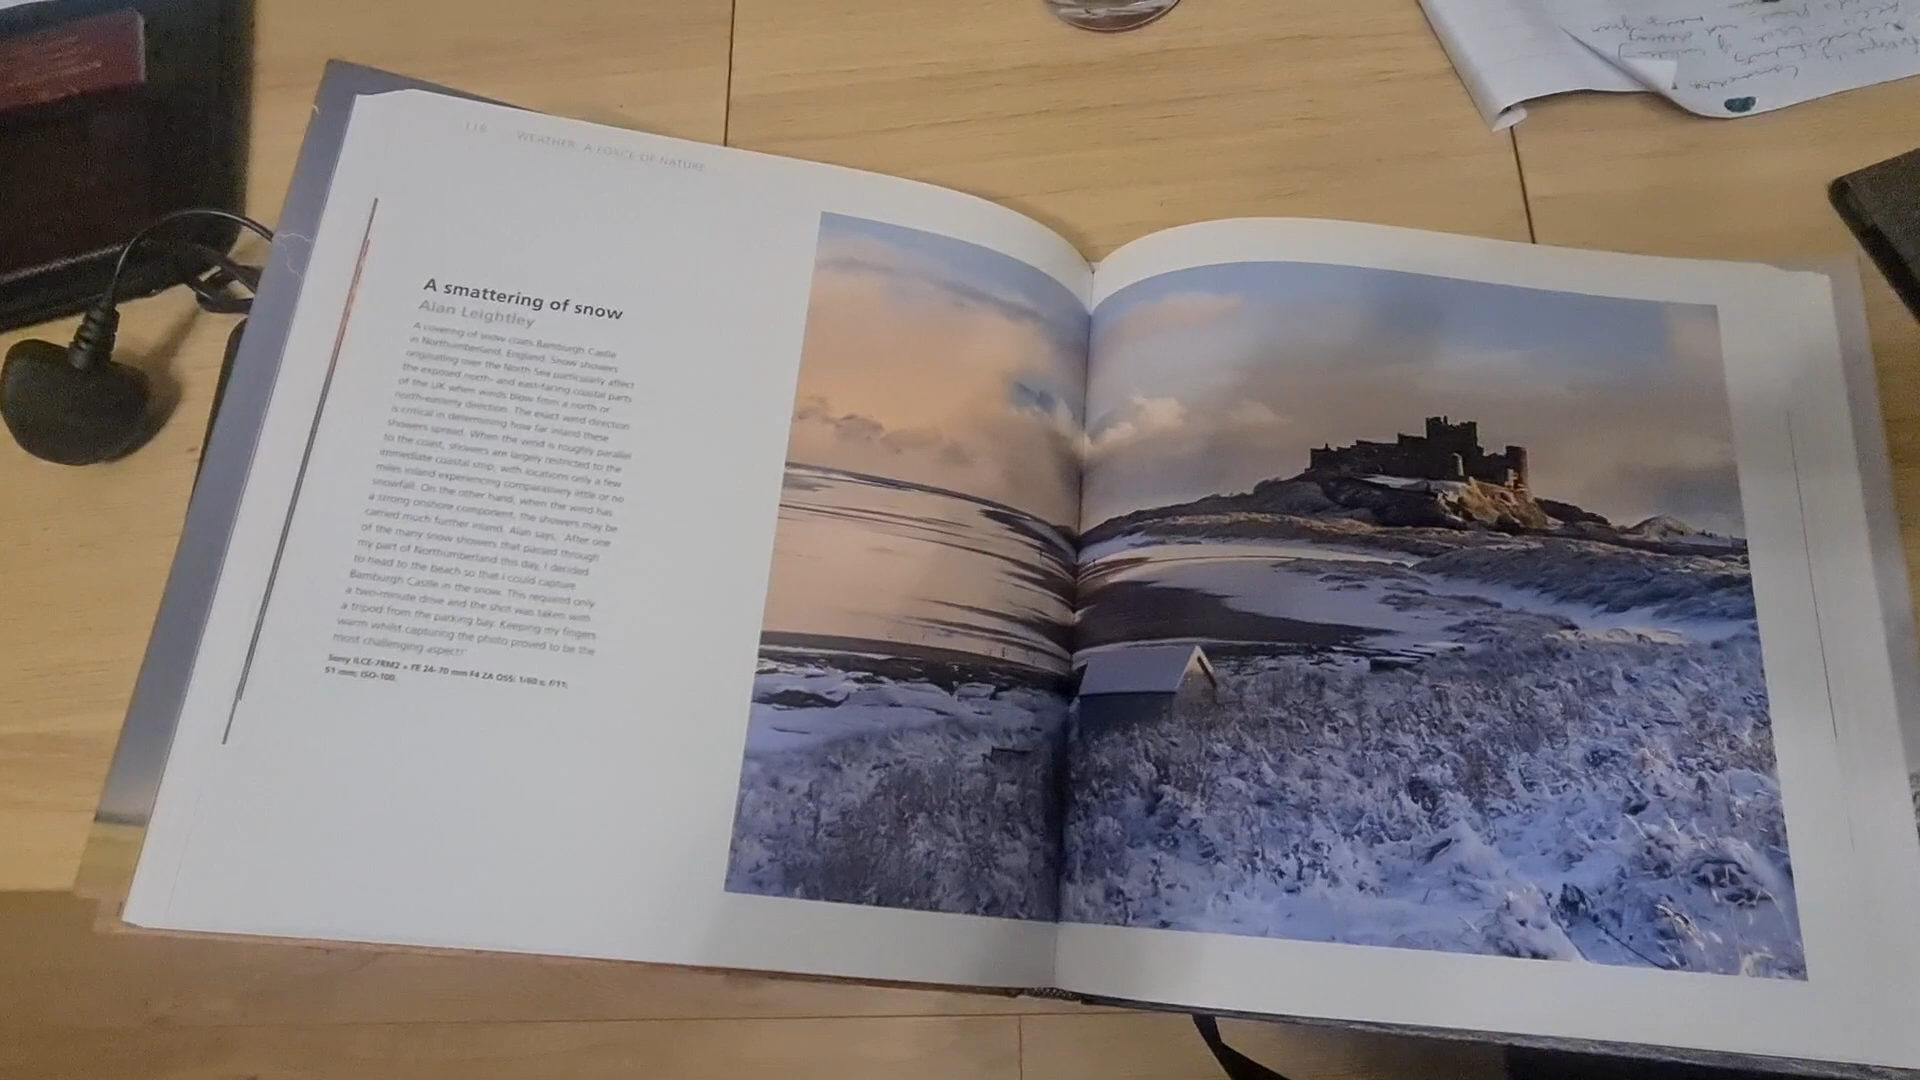 118 WEATHER: A FORCE OF NATURE
A smattering of snow
Alan Leightley
A covering of snow coats Bamburgh Castle
in Northumberland, England. Snow showers
originating over the North Sea particularly affect
the exposed north- and east-facing coastal parts
of the UK when winds blow from a north or
north-easterly direction. The exact wind direction
is critical in determining how far inland these
showers spread. When the wind is roughly parallel
to the coast, showers are largely restricted to the
immediate coastal strip, with locations only a few
miles inland experiencing comparatively little or no
snowfall. On the other hand, when the wind has
a strong onshore component, the showers may be
carried much further inland. Alan says, 'After one
of the many snow showers that passed through
my part of Northumberland this day, I decided
to head to the beach so that I could capture
Bamburgh Castle in the snow. This required only
a two-minute drive and the shot was taken with
a tripod from the parking bay. Keeping my fingers
warm whilst capturing the photo proved to be the
most challenging aspect!'
Sony ILCE-7RM2 + FE 24-70 mm F4 ZA OSS; 1/80 s; f/11;
51 mm; ISO-100.